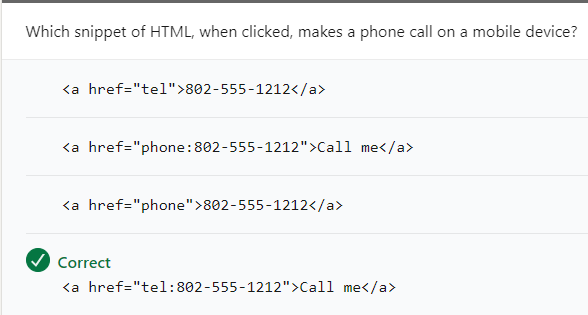 Which snippet of HTML, when clicked, makes a phone call on a mobile device?
<a href="tel">802-555-1212</a>
<a href="phone:802-555-1212">Call me</a>
<a href="phone">802-555-1212</a>
Correct
<a href="tel:802-555-1212">Call me</a>